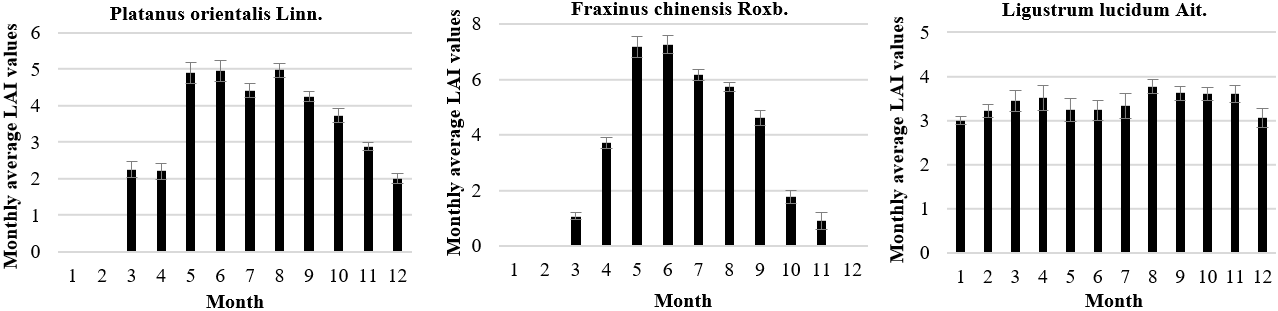 Platanus orientalis Linn.
Monthly average LAI values
6
5
4
3
2
1
0
1 2 3 4 5 6 7 8 9 10 11 12
Month
Fraxinus chinensis Roxb.
Monthly average LAI values
8
6
4
2
0
1 2 3 4 5 6 7 8 9 10 11 12
Month
Ligustrum lucidum Ait.
Monthly average LAI values
5
4
3
2
1
0
1 2 3 4 5 6 7 8 9 10 11 12
Month